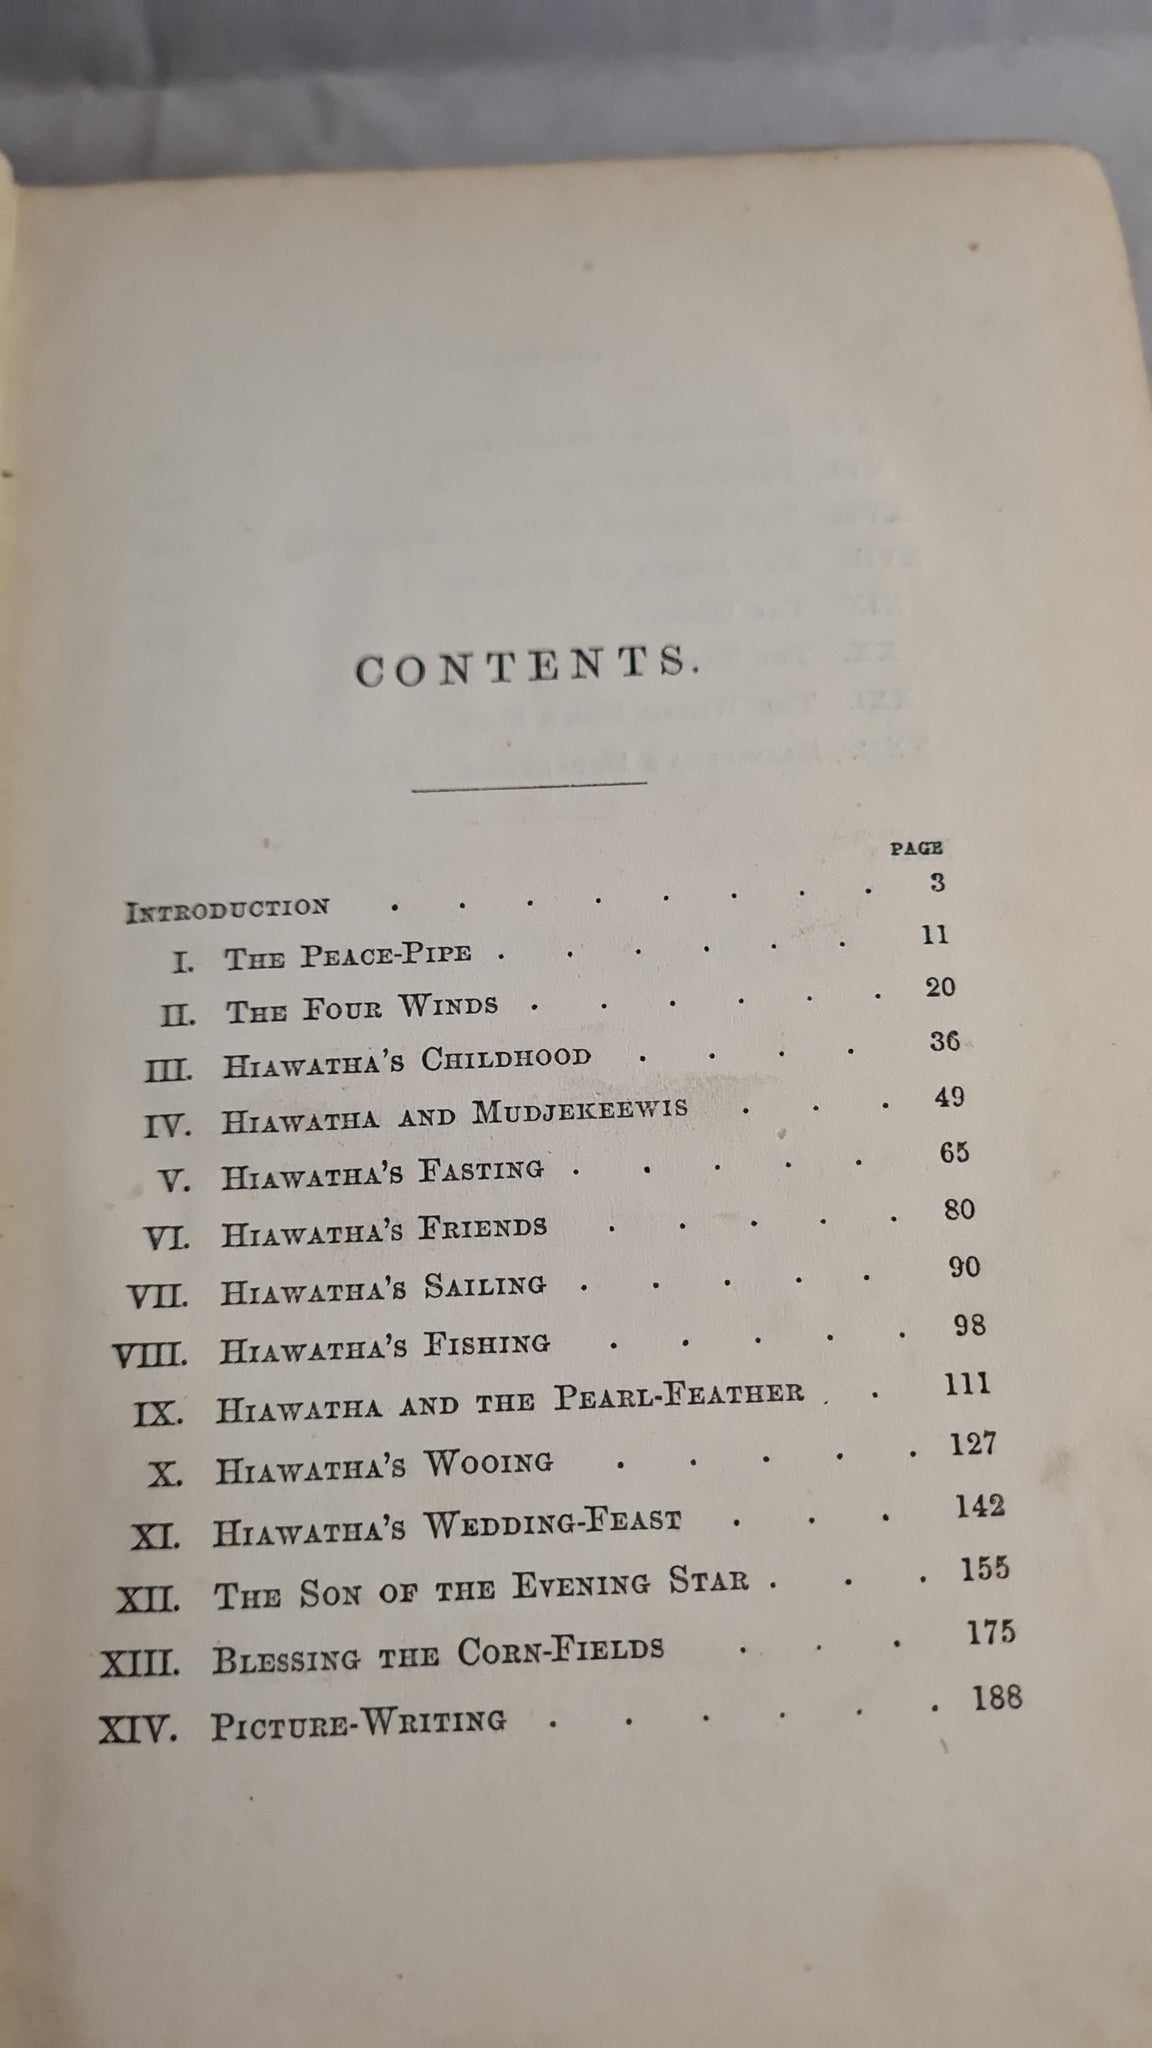 CONTENTS.
PAGE
INTRODUCTION . . . . . . . . 3
I. THE PEACE-PIPE . . . . . . 11
II. THE FOUR WINDS . . . . . . 20
III. HIAWATHA'S CHILDHOOD . . . . 36
IV. HIAWATHA AND MUDJEKEEWIS . . . 49
V. HIAWATHA'S FASTING . . . . . 65
VI. HIAWATHA'S FRIENDS . . . . . 80
VII. HIAWATHA'S SAILING . . . . . 90
VIII. HIAWATHA'S FISHING . . . . . 98
IX. HIAWATHA AND THE PEARL-FEATHER . . 111
X. HIAWATHA'S WOOING . . . . . 127
XI. HIAWATHA'S WEDDING-FEAST . . . 142
XII. THE SON OF THE EVENING STAR . . . 155
XIII. BLESSING THE CORN-FIELDS . . . 175
XIV. PICTURE-WRITING . . . . . . 188